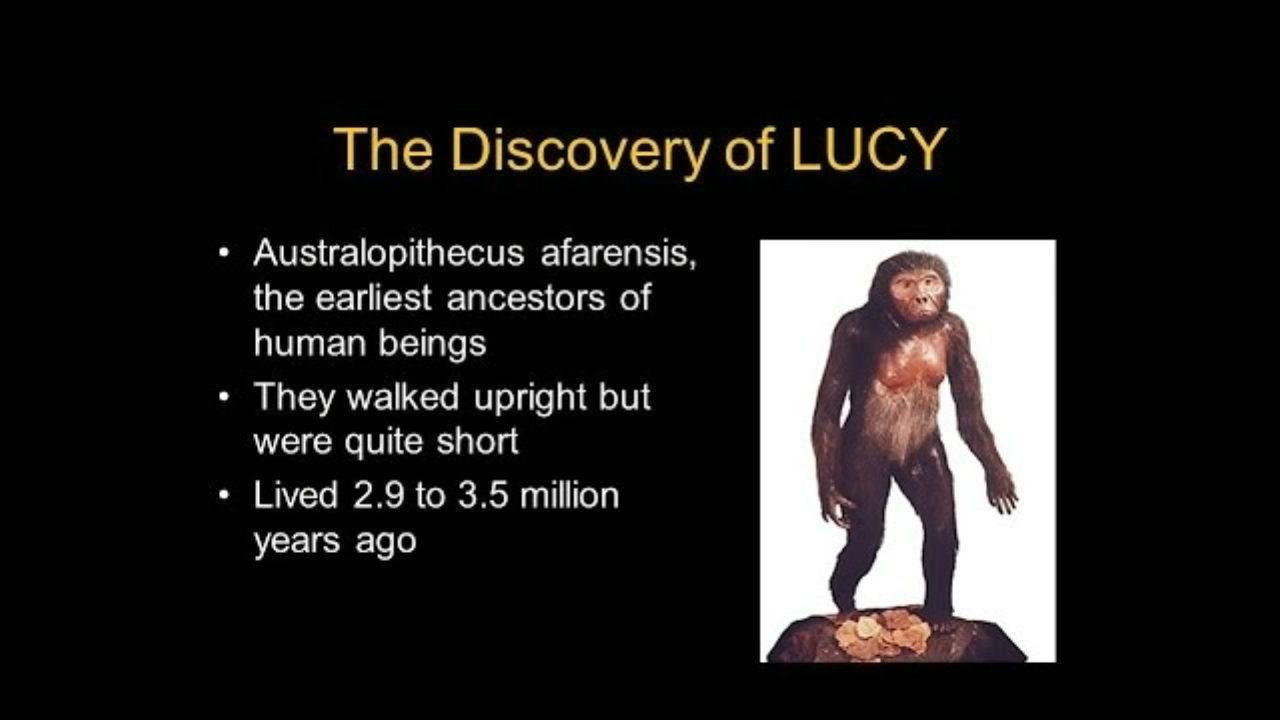 The Discovery of LUCY
• Australopithecus afarensis,
the earliest ancestors of
human beings
• They walked upright but
were quite short
• Lived 2.9 to 3.5 million
years ago